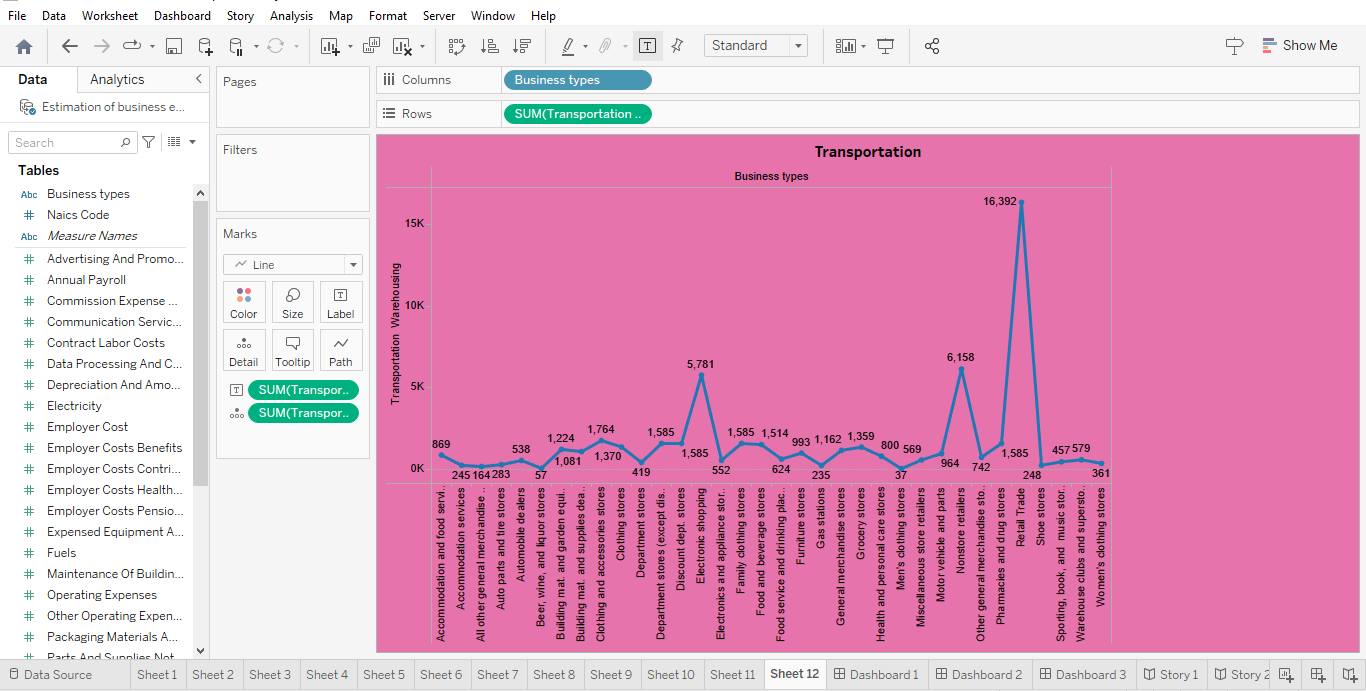 File Data Worksheet Dashboard Story Analysis Map Format Server Window Help
Standard
Show Me
Data Analytics
Estimation of business e...
Search
Tables
Abc Business types
# Naics Code
Abc Measure Names
# Advertising And Promo...
# Annual Payroll
# Commission Expense ...
# Communication Servic...
# Contract Labor Costs
# Data Processing And C...
# Depreciation And Amo...
# Electricity
# Employer Cost
# Employer Costs Benefits
# Employer Costs Contri...
# Employer Costs Health...
# Employer Costs Pensio...
# Expensed Equipment A...
# Fuels
# Maintenance Of Buildin...
# Operating Expenses
# Other Operating Expen...
# Packaging Materials A...
# Parts And Supplies Not
Pages
Filters
Marks
Line
Color Size Label
Detail Tooltip Path
T SUM(Transpor..
SUM(Transpor..
Columns Business types
Rows SUM(Transportation ..
Transportation
Business types
Transportation Warehousing
15K
10K
5K
0K
869
245
164
283
538
57
1,224
1,081
1,764
1,370
419
1,585
1,585
5,781
552
1,585
1,514
624
993
235
1,162
1,359
800
37
569
964
6,158
742
1,585
16,392
248
457
579
361
Accommodation and food servi..
Accommodation services
All other general merchandise ..
Auto parts and tire stores
Automobile dealers
Beer, wine, and liquor stores
Building mat. and garden equi..
Building mat. and supplies dea..
Clothing and accessories stores
Clothing stores
Department stores
Department stores (except dis..
Discount dept. stores
Electronic shopping
Electronics and appliance stor..
Family clothing stores
Food and beverage stores
Food service and drinking plac..
Furniture stores
Gas stations
General merchandise stores
Grocery stores
Health and personal care stores
Men's clothing stores
Miscellaneous store retailers
Motor vehicle and parts
Nonstore retailers
Other general merchandise sto..
Pharmacies and drug stores
Retail Trade
Shoe stores
Sporting, book, and music stor..
Warehouse clubs and supersto..
Women's clothing stores
Data Source Sheet 1 Sheet 2 Sheet 3 Sheet 4 Sheet 5 Sheet 6 Sheet 7 Sheet 8 Sheet 9 Sheet 10 Sheet 11 Sheet 12 Dashboard 1 Dashboard 2 Dashboard 3 Story 1 Story 2